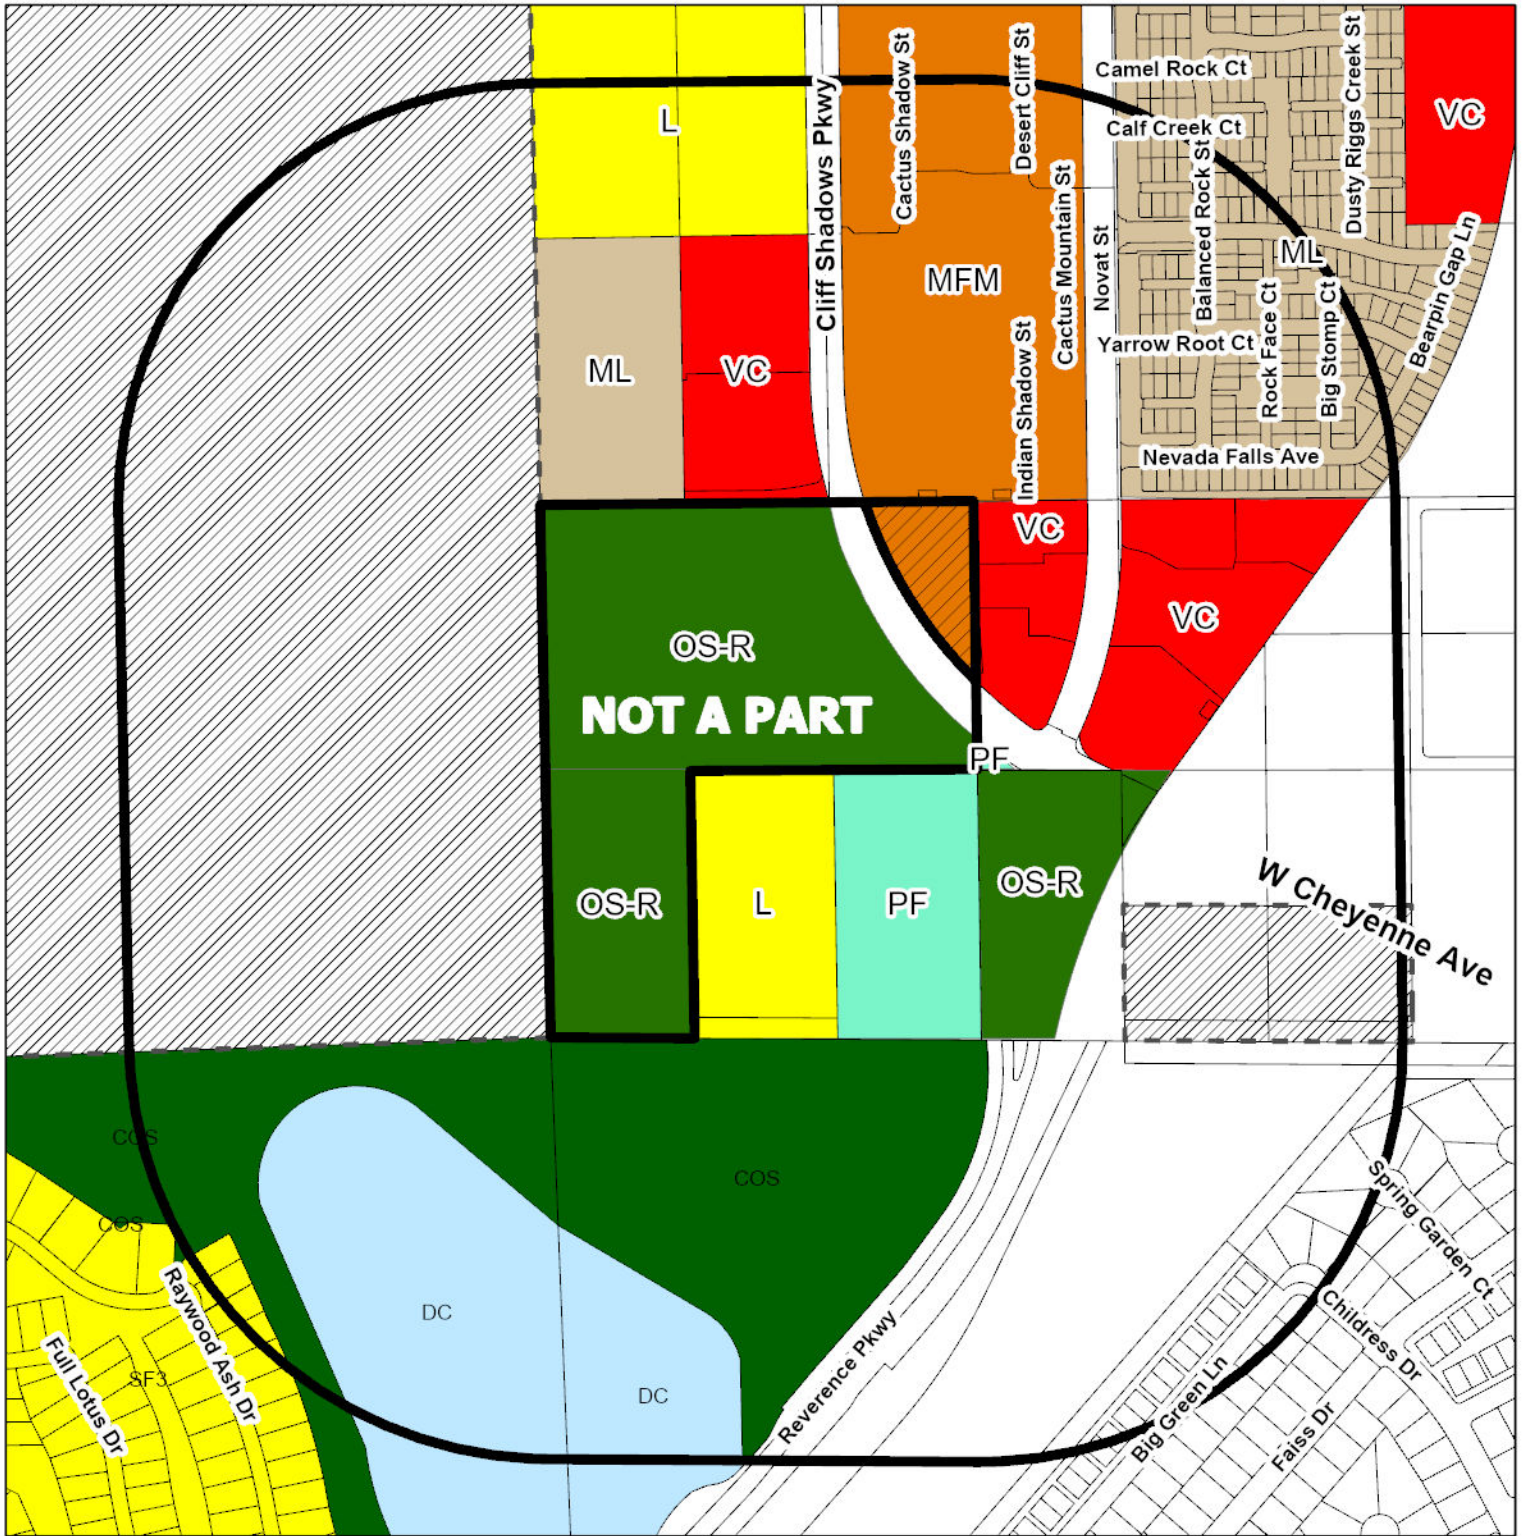 Camel Rock Ct
Cactus Shadow St
Desert Cliff St
Dusty Riggs Creek St
VC
L
Calf Creek Ct
Cliff Shadows Pkwy
Balanced Rock St
Cactus Mountain St
Novat St
ML
MFM
Bearpin Gap Ln
Rock Face Ct
Big Stomp Ct
Yarrow Root Ct
ML
VC
Indian Shadow St
Nevada Falls Ave
VC
VC
OS-R
NOT A PART
PF
OS-R
L
PF
OS-R
W Cheyenne Ave
COS
COS
COS
Spring Garden Ct
Raywood Ash Dr
DC
Childress Dr
Full Lotus Dr
SF3
DC
Reverence Pkwy
Big Green Ln
Faiss Dr